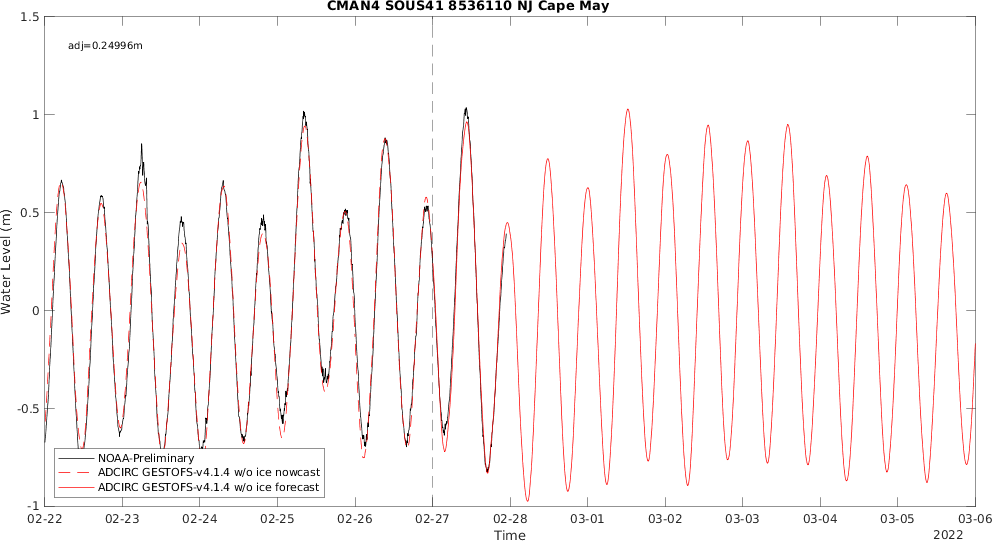 CMAN4 SOUS41 8536110 NJ Cape May
adj=0.24996m
1.5
1
0.5
0
-0.5
-1
Water Level (m)
NOAA-Preliminary
ADCIRC GESTOFS-v4.1.4 w/o ice nowcast
ADCIRC GESTOFS-v4.1.4 w/o ice forecast
02-22 02-23 02-24 02-25 02-26 02-27 02-28 03-01 03-02 03-03 03-04 03-05 03-06
Time
2022